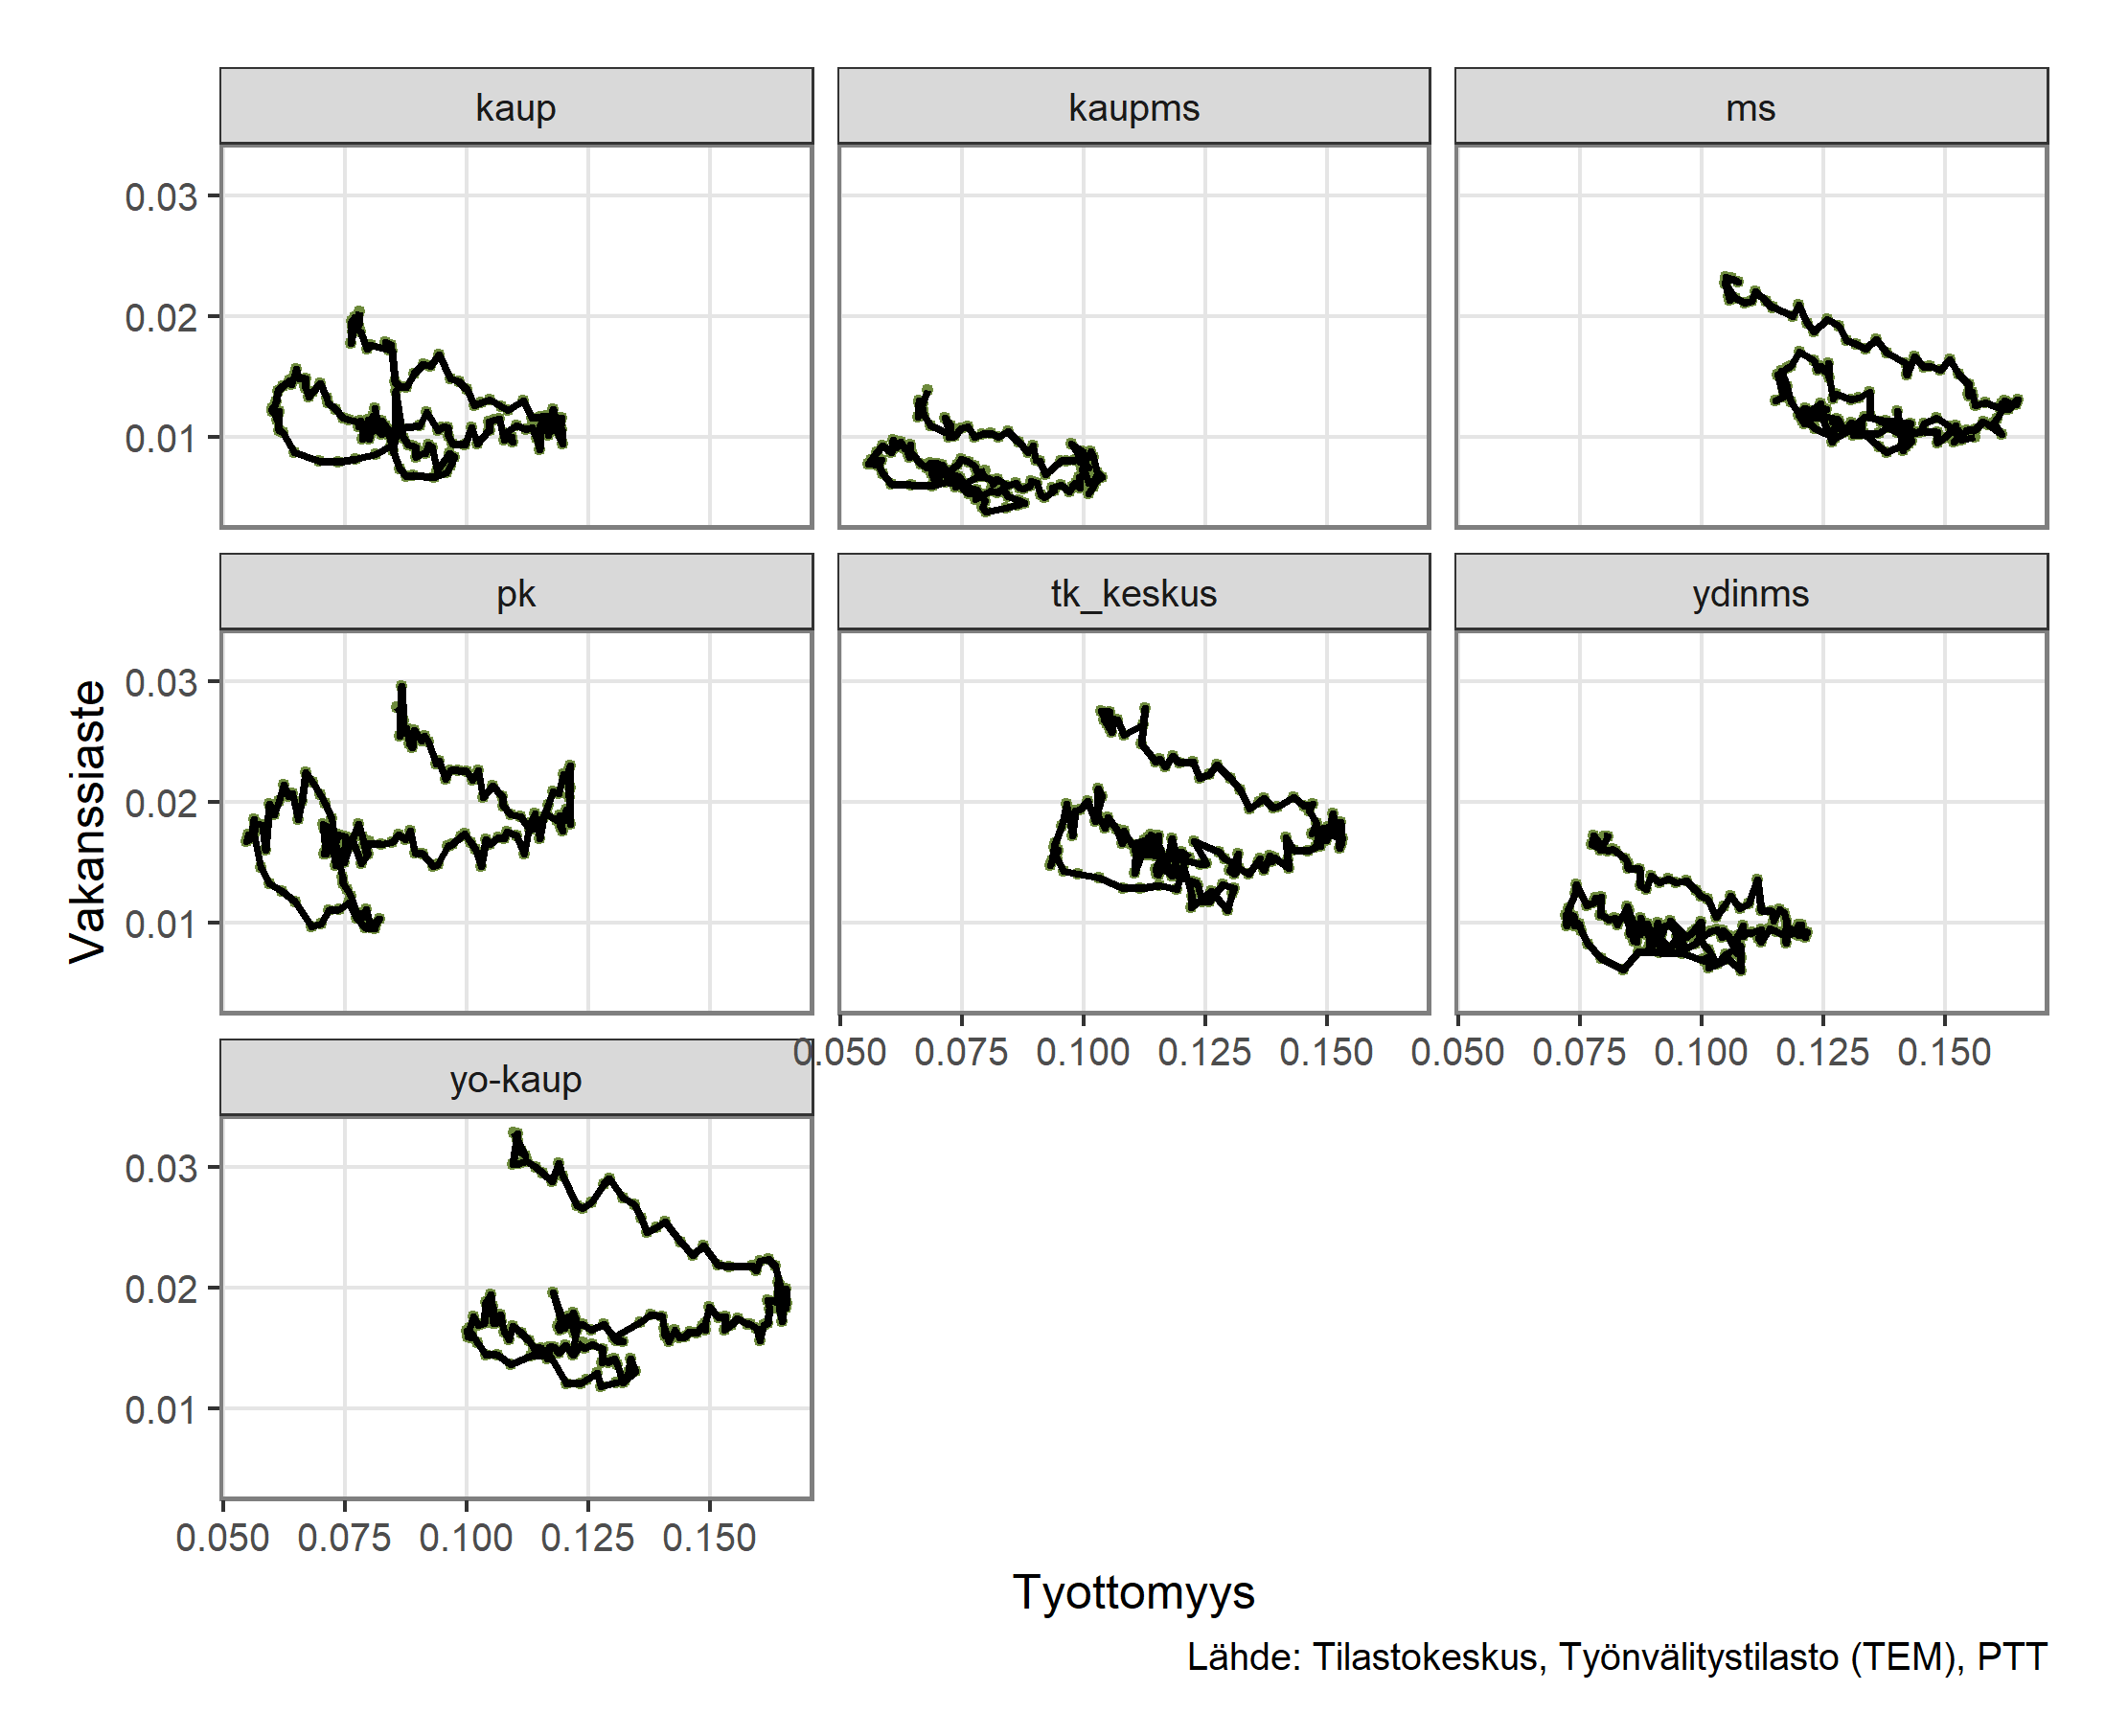 kaup kaupms ms
0.03
0.02
0.01
pk tk_keskus ydinms
0.03
0.02
0.01
0.050 0.075 0.100 0.125 0.150 0.050 0.075 0.100 0.125 0.150
yo-kaup
0.03
0.02
0.01
0.050 0.075 0.100 0.125 0.150
Vakanssiaste
Tyottomyys
Lähde: Tilastokeskus, Työnvälitystilasto (TEM), PTT